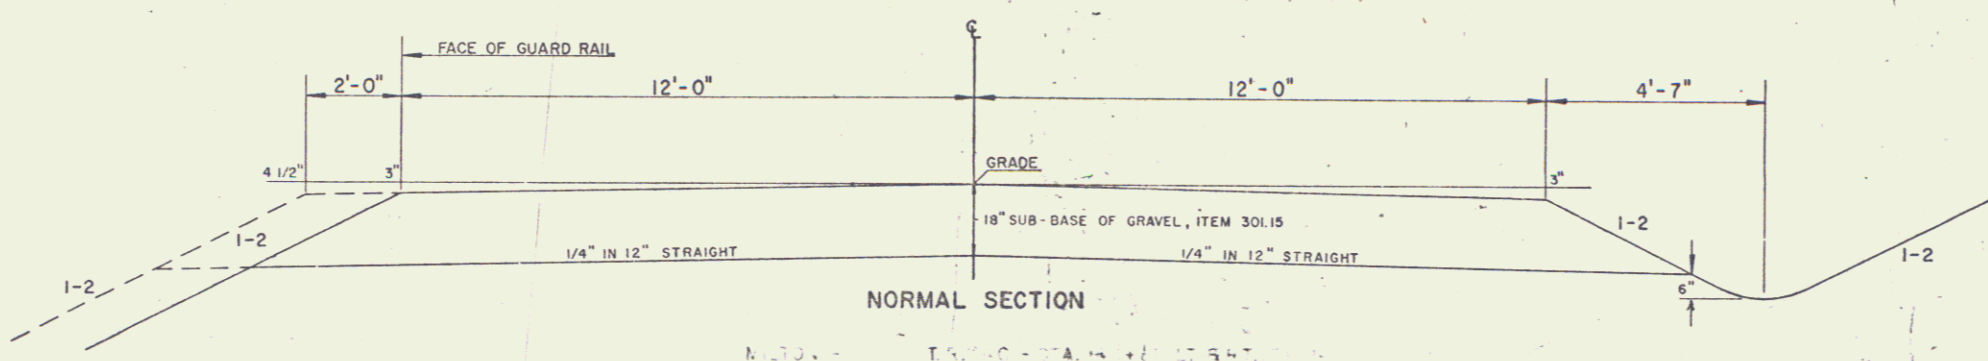 ℄
FACE OF GUARD RAIL
2'-0" 12'-0" 12'-0" 4'-7"
GRADE
4 1/2" 3" 3"
18" SUB-BASE OF GRAVEL, ITEM 301.15
1-2 1-2
1/4" IN 12" STRAIGHT 1/4" IN 12" STRAIGHT 1-2
1-2 6"
NORMAL SECTION